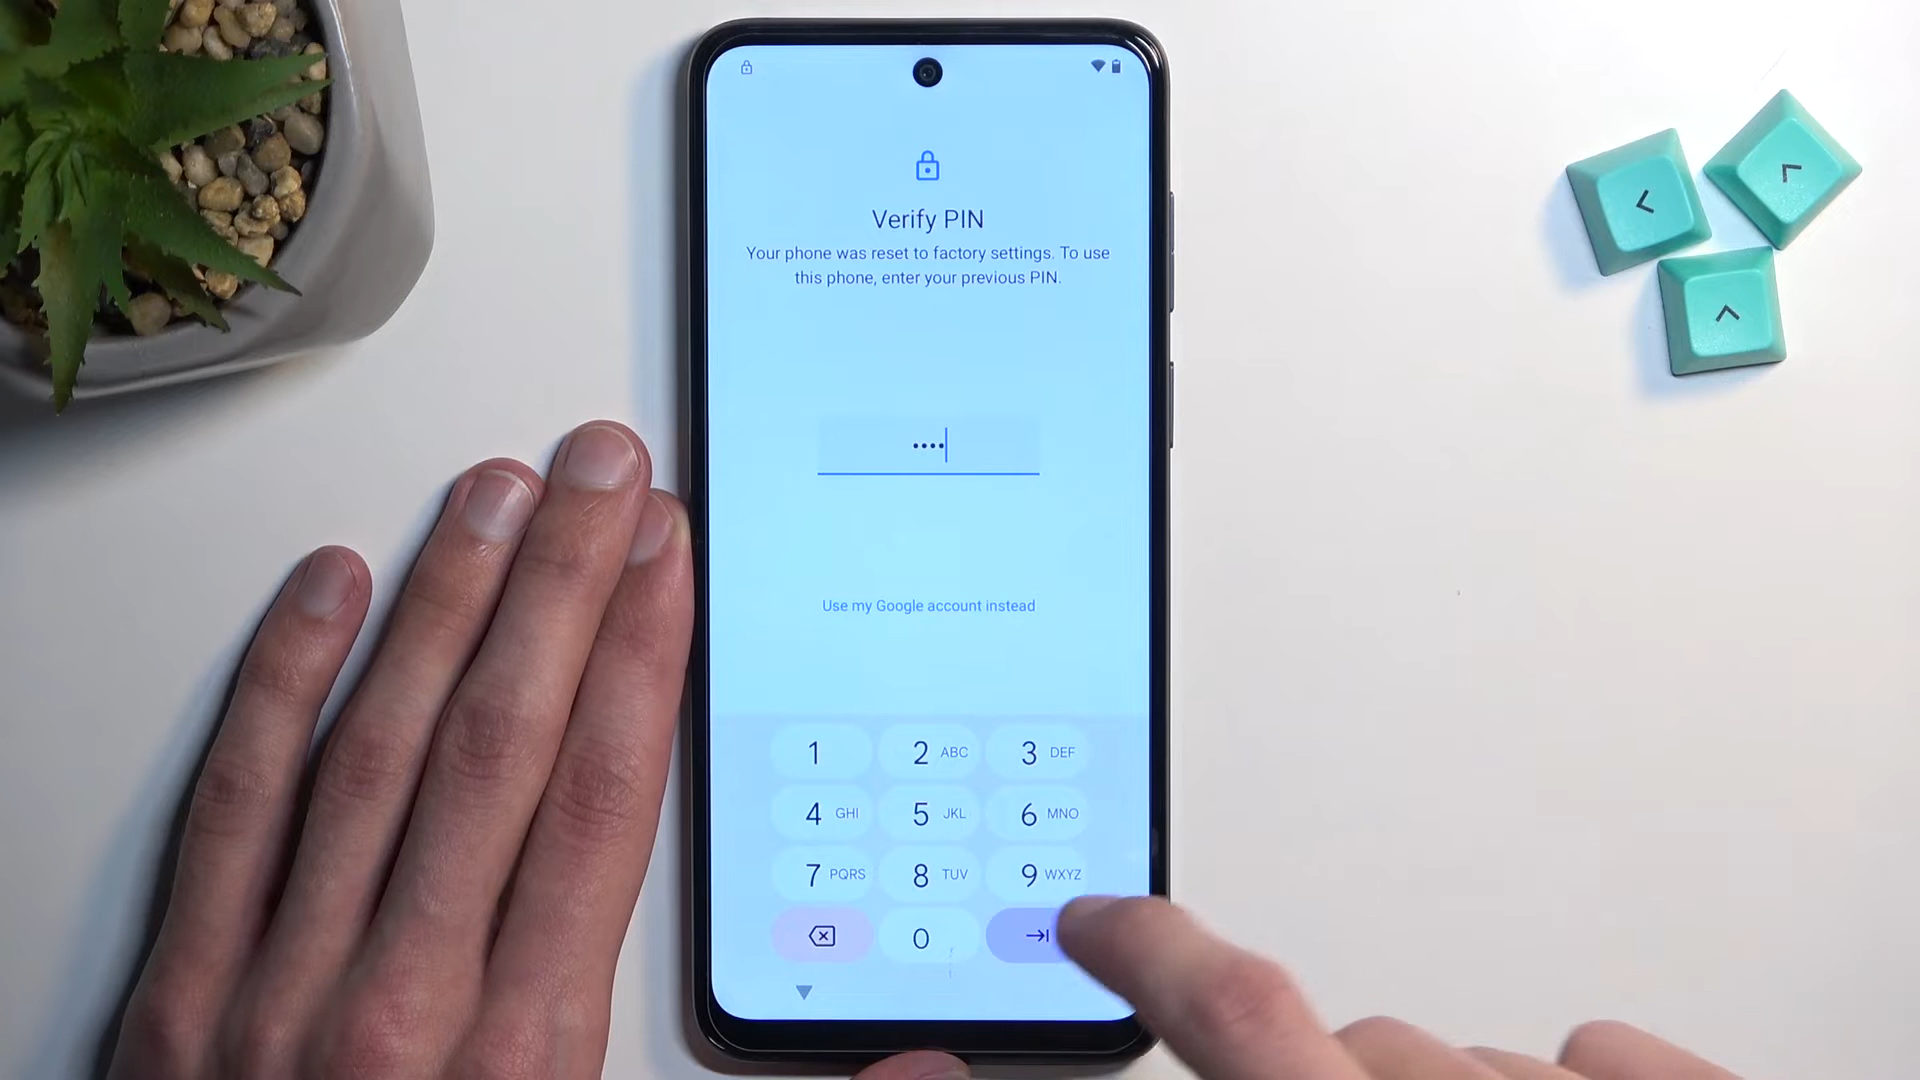 Verify PIN
Your phone was reset to factory settings. To use
this phone, enter your previous PIN.
Use my Google account instead
1 2 ABC 3 DEF
4 GHI 5 JKL 6 MNO
7 PQRS 8 TUV 9 WXYZ
0